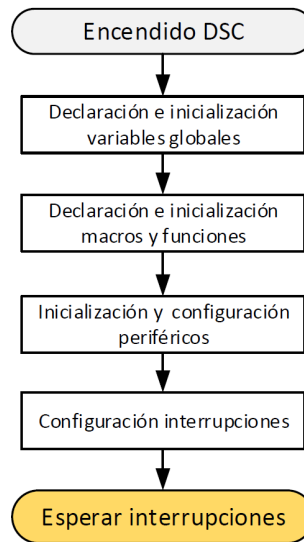 Encendido DSC
Declaración e inicialización
variables globales
Declaración e inicialización
macros y funciones
Inicialización y configuración
periféricos
Configuración interrupciones
Esperar interrupciones